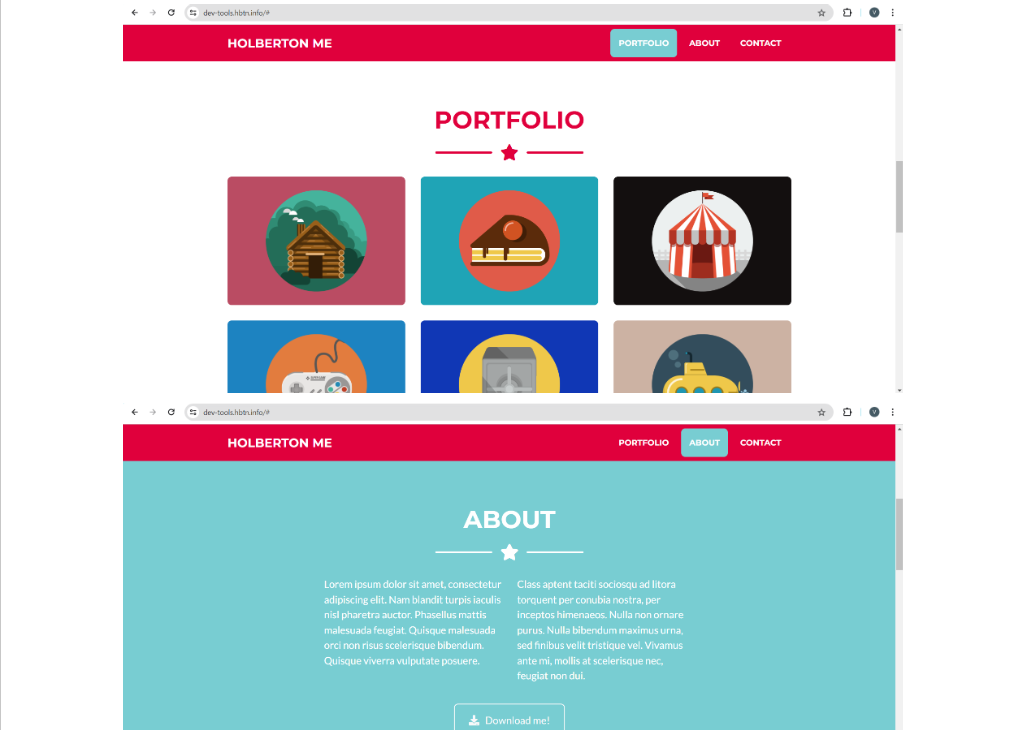 dev-tools.hbtn.info/#
HOLBERTON ME
PORTFOLIO
ABOUT
CONTACT
PORTFOLIO
dev-tools.hbtn.info/#
HOLBERTON ME
PORTFOLIO
ABOUT
CONTACT
ABOUT
Lorem ipsum dolor sit amet, consectetur
adipiscing elit. Nam blandit turpis iaculis
nisl pharetra auctor. Phasellus mattis
malesuada feugiat. Quisque malesuada
orci non risus scelerisque bibendum.
Quisque viverra vulputate posuere.
Class aptent taciti sociosqu ad litora
torquent per conubia nostra, per
inceptos himenaeos. Nulla non ornare
purus. Nulla bibendum maximus urna,
sed finibus velit tristique vel. Vivamus
ante mi, mollis at scelerisque nec,
feugiat non dui.
Download me!